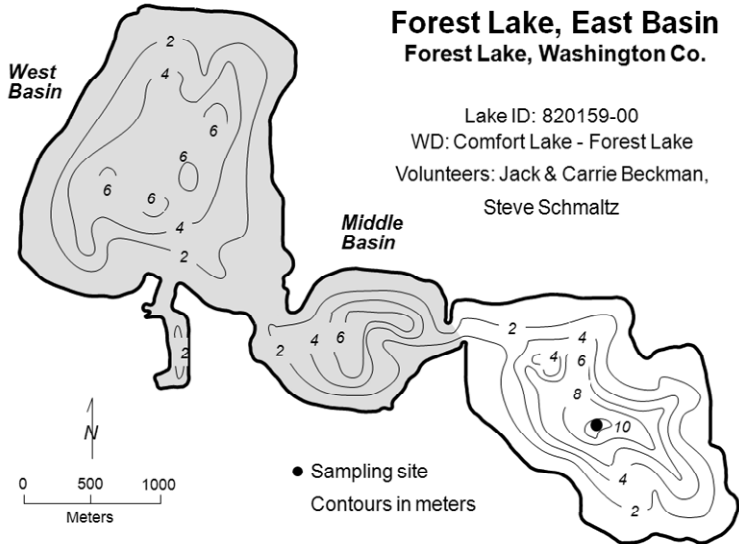 Forest Lake, East Basin
Forest Lake, Washington Co.
Lake ID: 820159-00
WD: Comfort Lake - Forest Lake
Volunteers: Jack & Carrie Beckman,
Steve Schmaltz
West
Basin
2
4
6
6
6
6
4
2
2
Middle
Basin
2
4
6
2
4
4
6
8
10
4
2
N
0 500 1000
Meters
Sampling site
Contours in meters